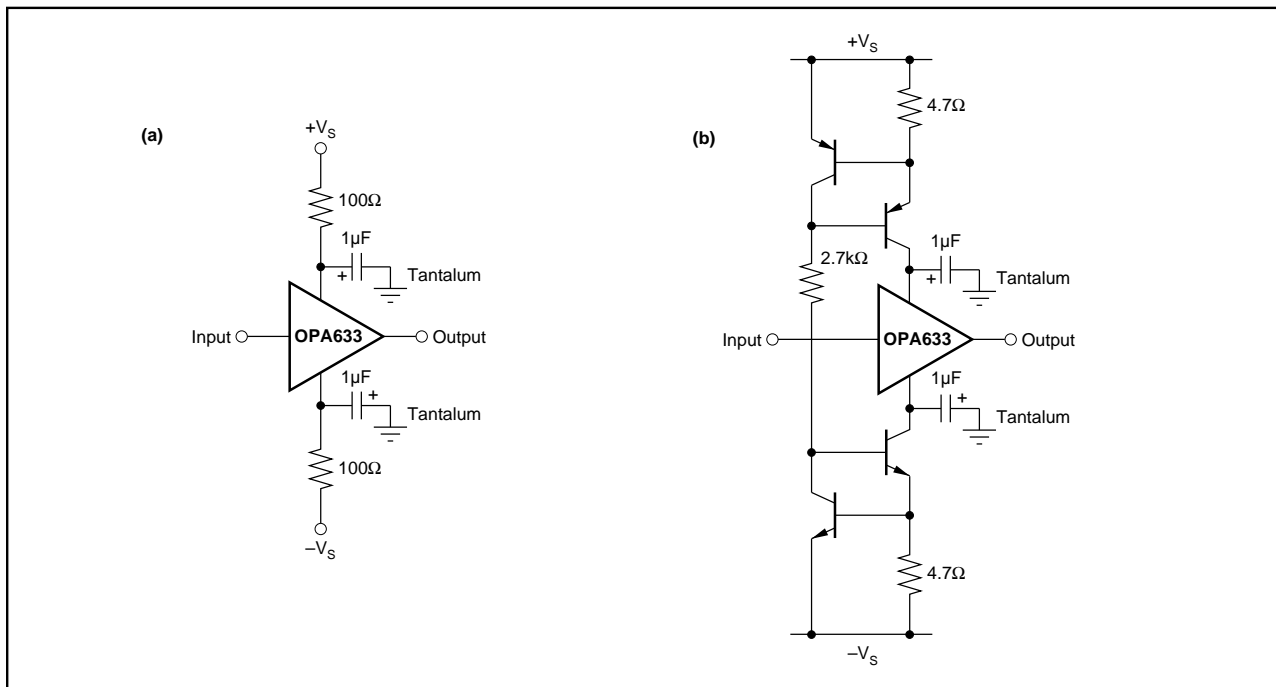 (a)
+VS
100Ω
1µF
+
Tantalum
Input
OPA633
Output
1µF
+
Tantalum
100Ω
–VS
(b)
+VS
4.7Ω
2.7kΩ
1µF
+
Tantalum
Input
OPA633
Output
1µF
+
Tantalum
4.7Ω
–VS